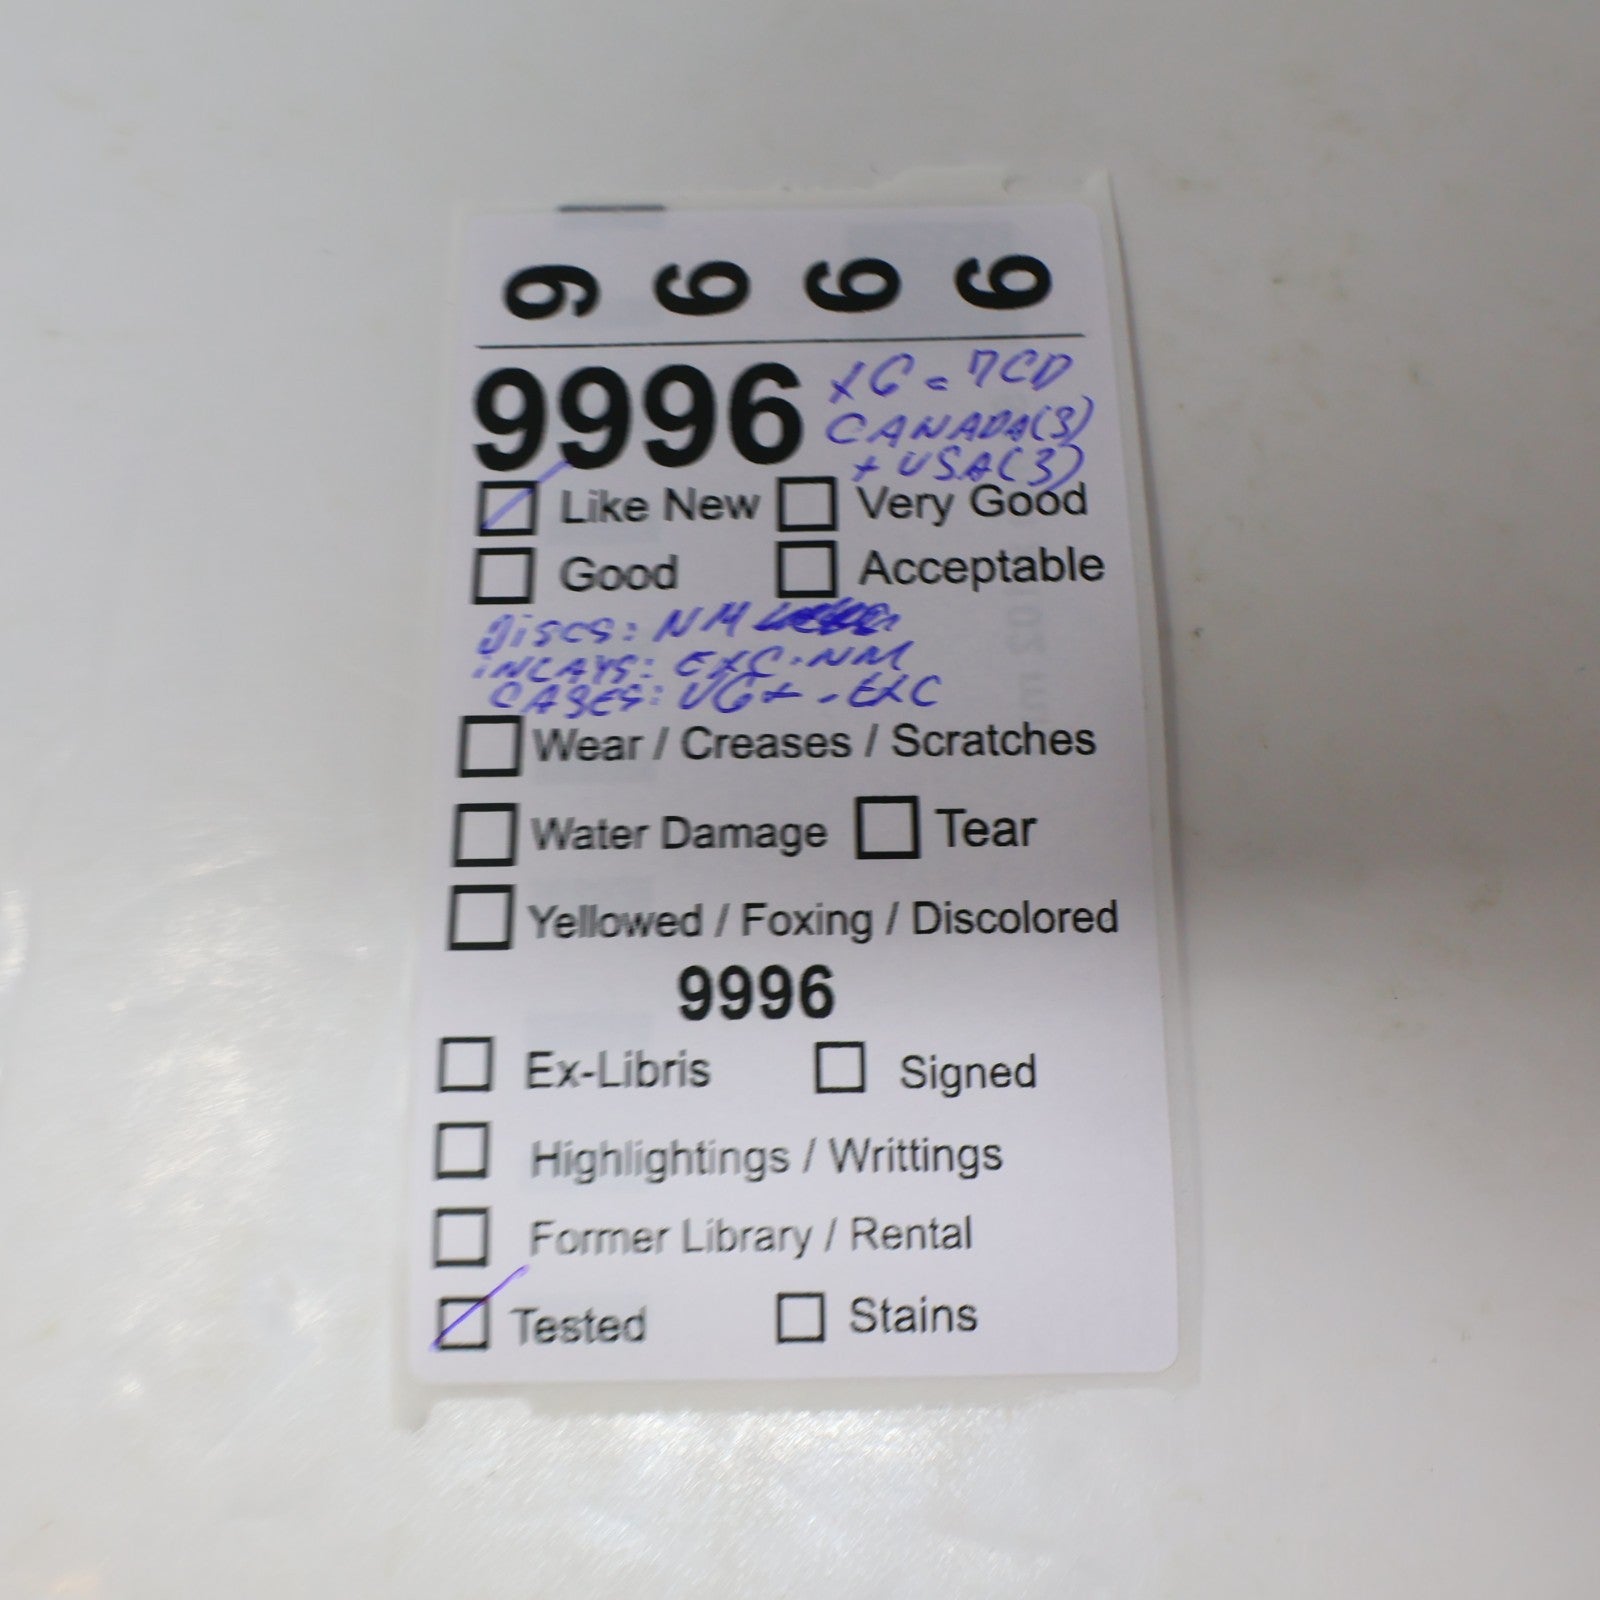 9 9 9 6
9996 x6 = 7CD
CANADA(3)
+ USA(3)
Like New Very Good
Good Acceptable
DISCS: NM
INLAYS: EXC-NM
CASES: VG+ - EXC
Wear / Creases / Scratches
Water Damage Tear
Yellowed / Foxing / Discolored
9996
Ex-Libris Signed
Highlightings / Writtings
Former Library / Rental
Tested Stains